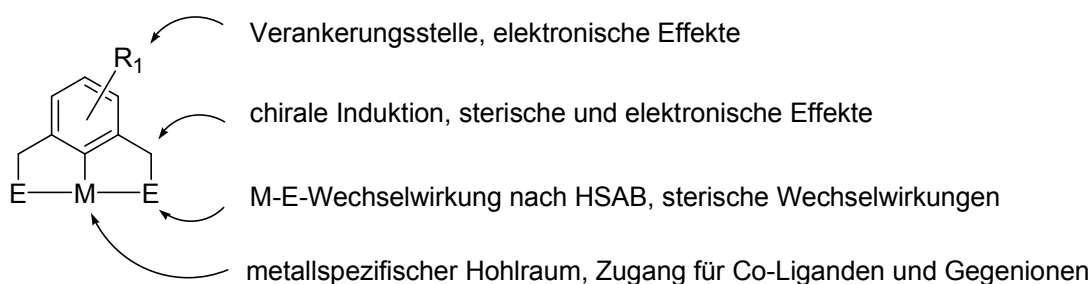 Verankerungsstelle, elektronische Effekte
R1
chirale Induktion, sterische und elektronische Effekte
E M E
M-E-Wechselwirkung nach HSAB, sterische Wechselwirkungen
metallspezifischer Hohlraum, Zugang für Co-Liganden und Gegenionen